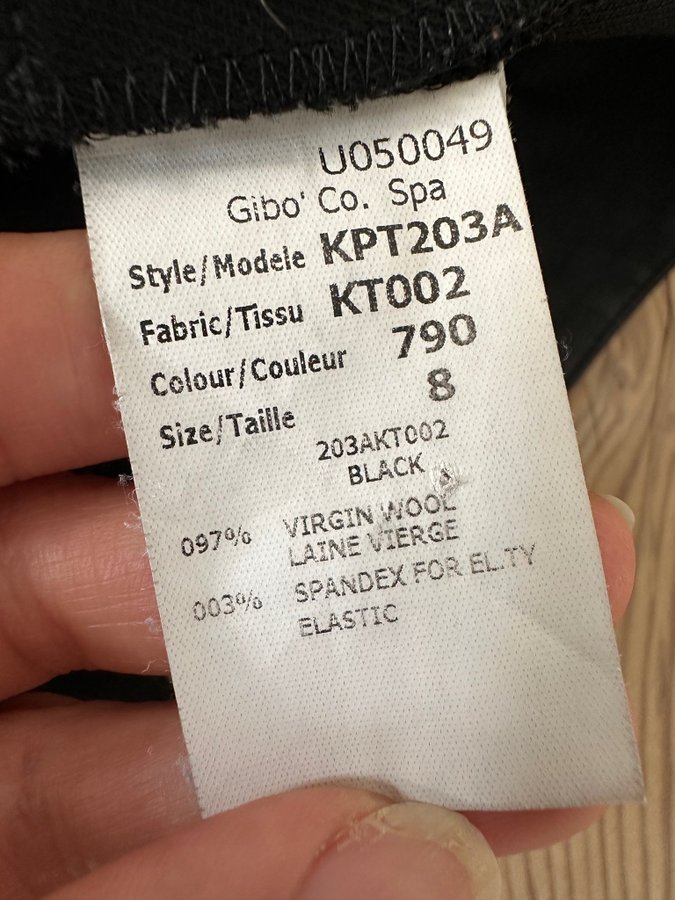 U050049
Gibo' Co. Spa
Style/Modele KPT203A
Fabric/Tissu KT002
Colour/Couleur 790
Size/Taille 8
203AKT002
BLACK
097% VIRGIN WOOL
LAINE VIERGE
003% SPANDEX FOR EL.TY
ELASTIC